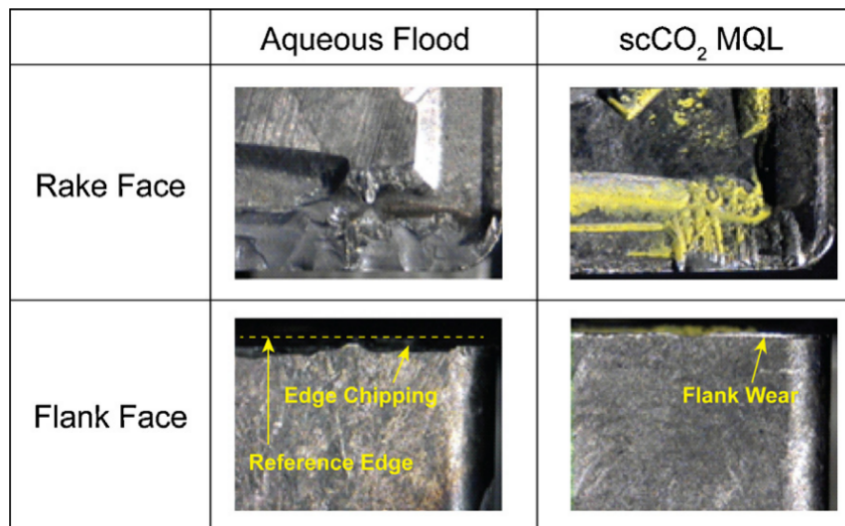 Aqueous Flood
scCO₂ MQL
Rake Face
Flank Face
Edge Chipping
Reference Edge
Flank Wear